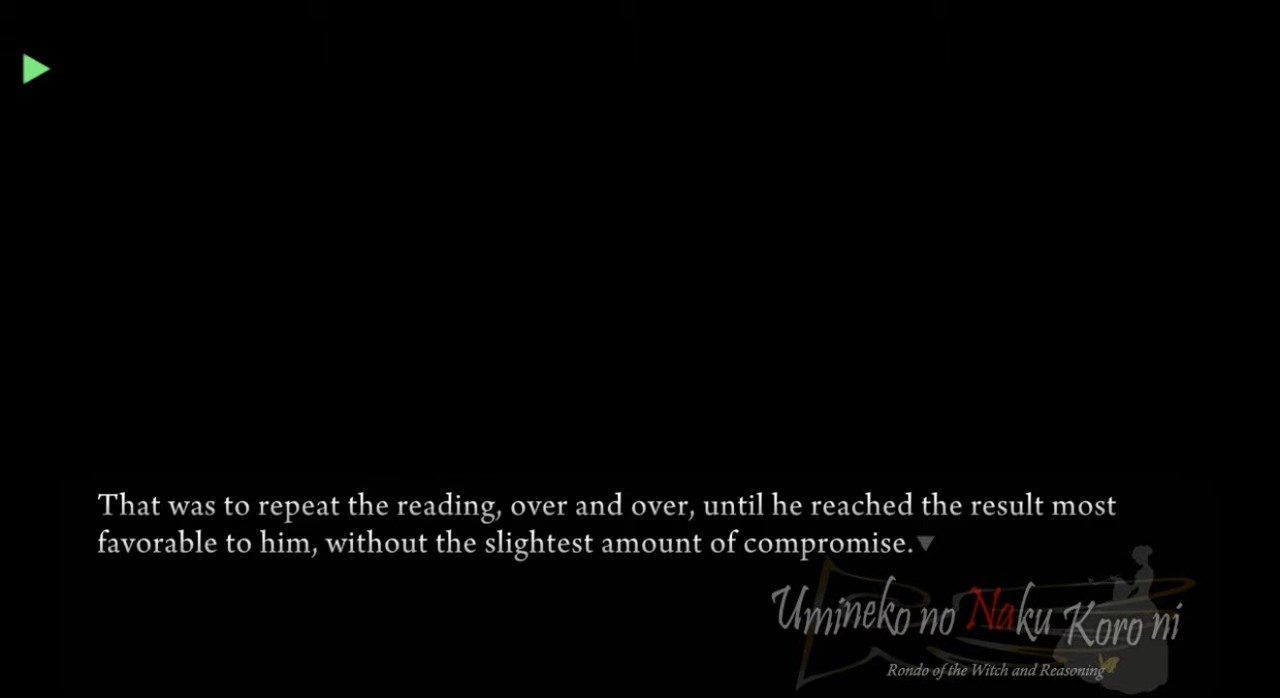 That was to repeat the reading, over and over, until he reached the result most
favorable to him, without the slightest amount of compromise.
Umineko no Naku Koro ni
Rondo of the Witch and Reasoning